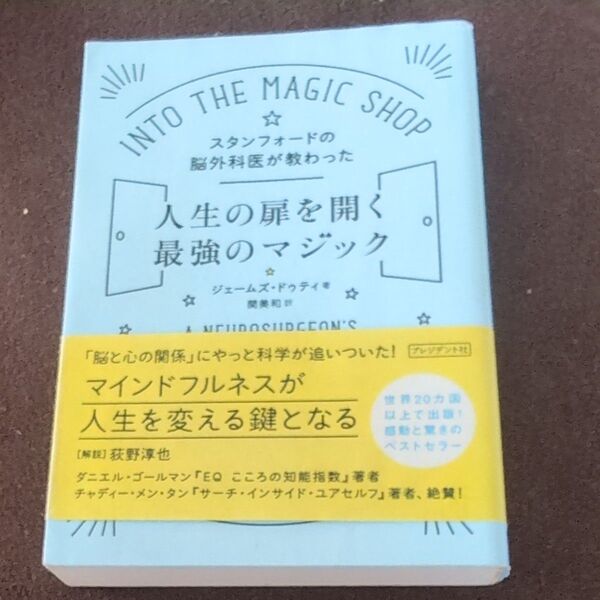 INTO THE MAGIC SHOP
スタンフォードの
脳外科医が教わった
人生の扉を開く
最強のマジック
ジェームズ・ドゥティ 著
関美和 訳
A NEUROSURGEON'S
「脳と心の関係」にやっと科学が追いついた!
プレジデント社
マインドフルネスが
人生を変える鍵となる
[解説] 荻野淳也
世界20カ国
以上で出版!
感動と驚きの
ベストセラー
ダニエル・ゴールマン『EQ こころの知能指数』著者
チャディー・メン・タン『サーチ・インサイド・ユアセルフ』著者、絶賛!